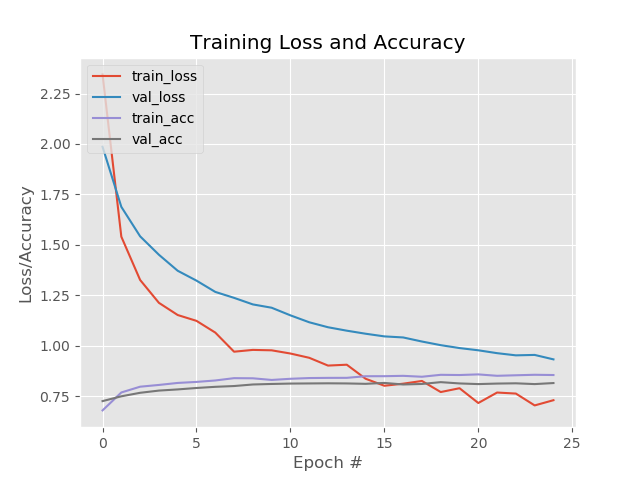 Training Loss and Accuracy
train_loss
val_loss
train_acc
val_acc
2.25
2.00
1.75
1.50
1.25
1.00
0.75
Loss/Accuracy
0 5 10 15 20 25
Epoch #